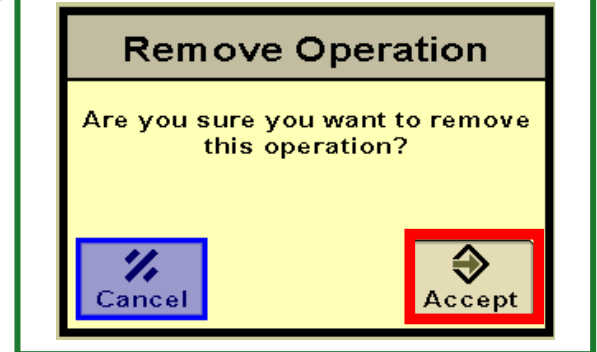 Remove Operation
Are you sure you want to remove
this operation?
Cancel
Accept